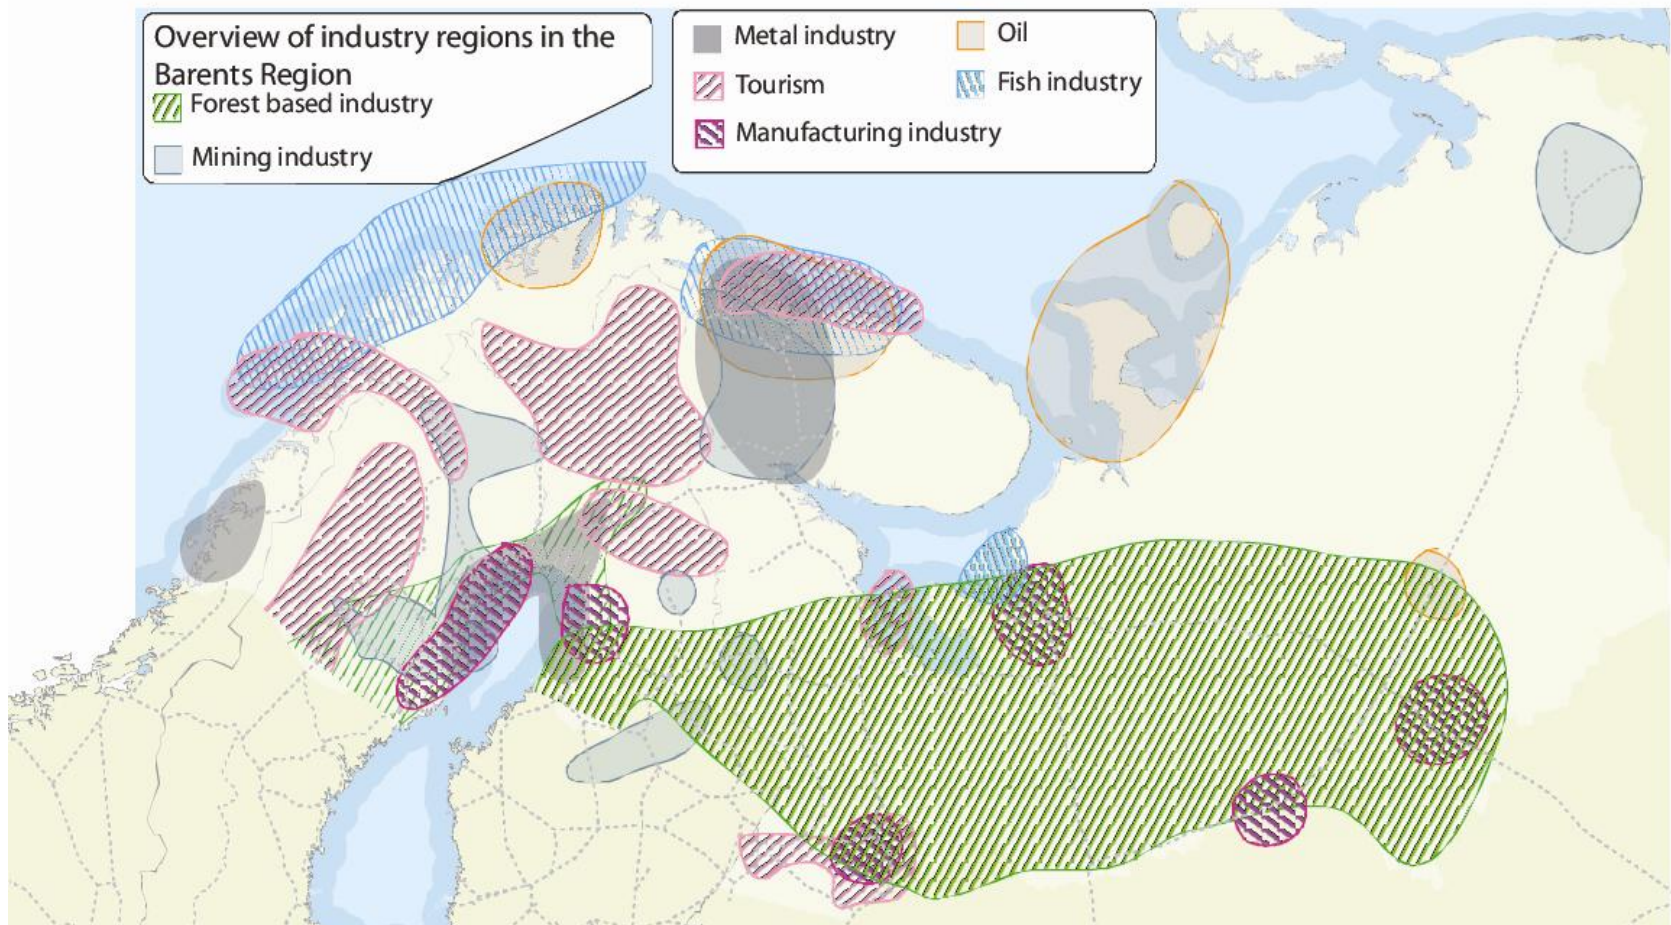 Overview of industry regions in the
Barents Region
Forest based industry
Mining industry
Metal industry
Oil
Tourism
Fish industry
Manufacturing industry